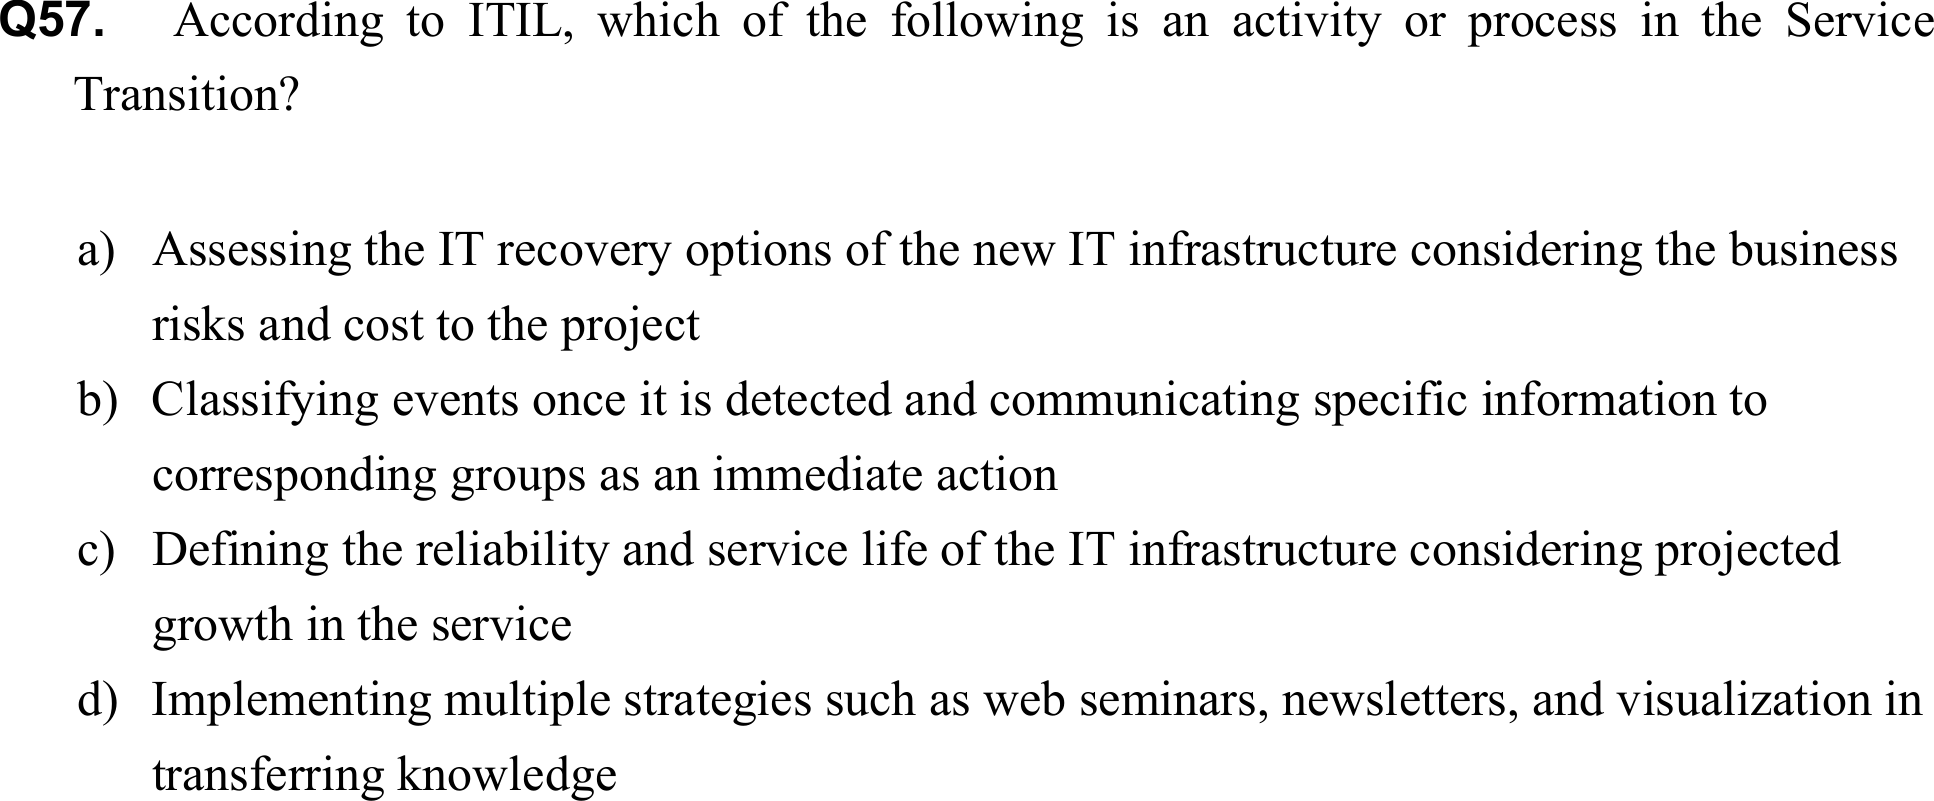 Q57. According to ITIL, which of the following is an activity or process in the Service
Transition?
a) Assessing the IT recovery options of the new IT infrastructure considering the business
risks and cost to the project
b) Classifying events once it is detected and communicating specific information to
corresponding groups as an immediate action
c) Defining the reliability and service life of the IT infrastructure considering projected
growth in the service
d) Implementing multiple strategies such as web seminars, newsletters, and visualization in
transferring knowledge